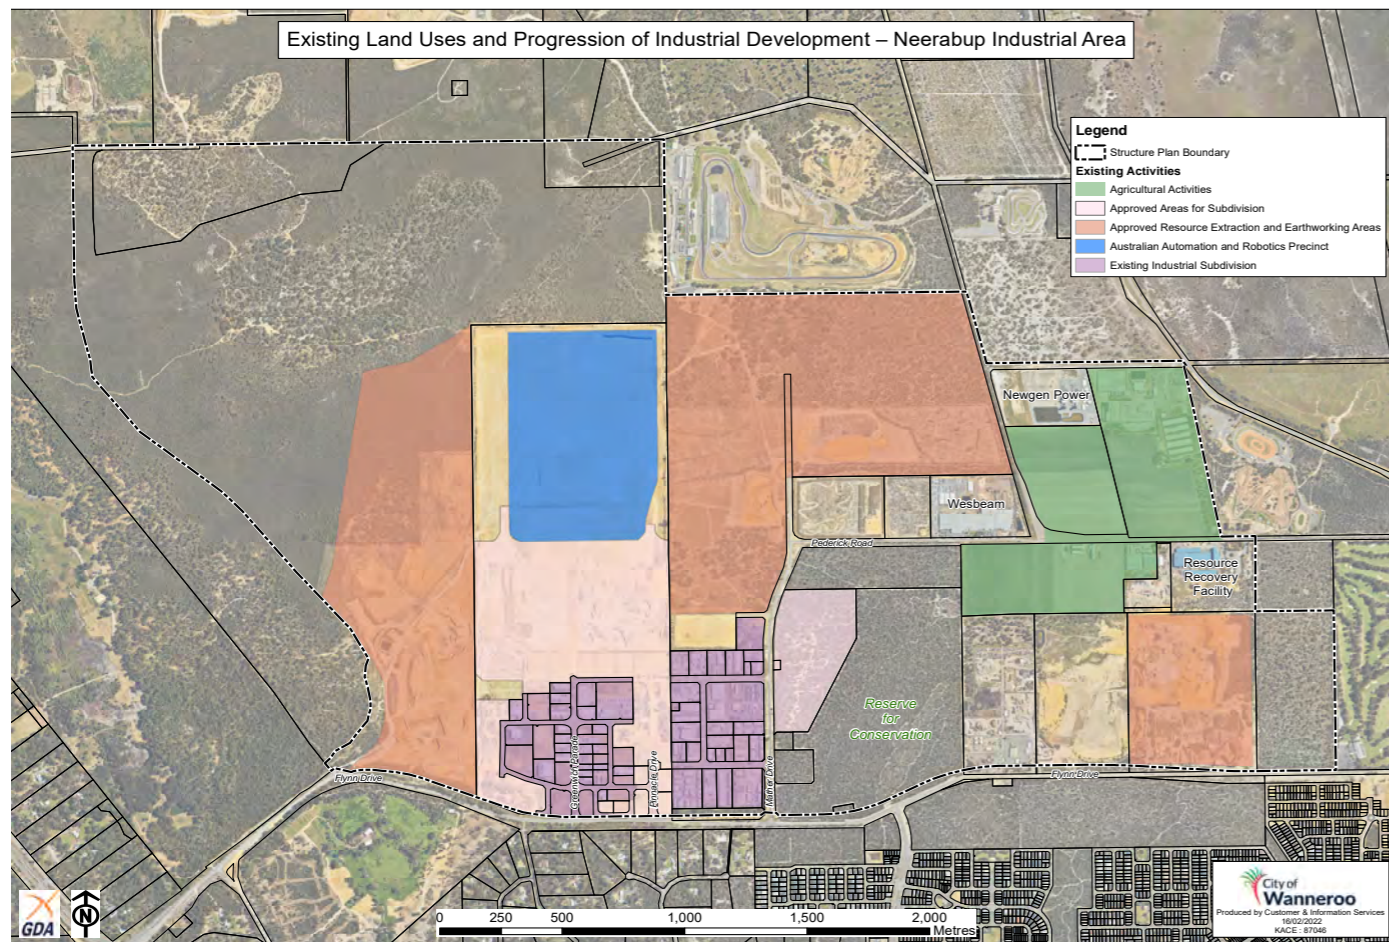 Existing Land Uses and Progression of Industrial Development – Neerabup Industrial Area
Legend
Structure Plan Boundary
Existing Activities
Agricultural Activities
Approved Areas for Subdivision
Approved Resource Extraction and Earthworking Areas
Australian Automation and Robotics Precinct
Existing Industrial Subdivision
Newgen Power
Wesbeam
Pederick Road
Resource
Recovery
Facility
Reserve
for
Conservation
Greenwich Parade
Pinnacle Drive
Mather Drive
Flynn Drive
Flynn Drive
GDA
N
0 250 500 1,000 1,500 2,000
Metres
City of
Wanneroo
Produced by Customer & Information Services
16/02/2022
KACE : 87046